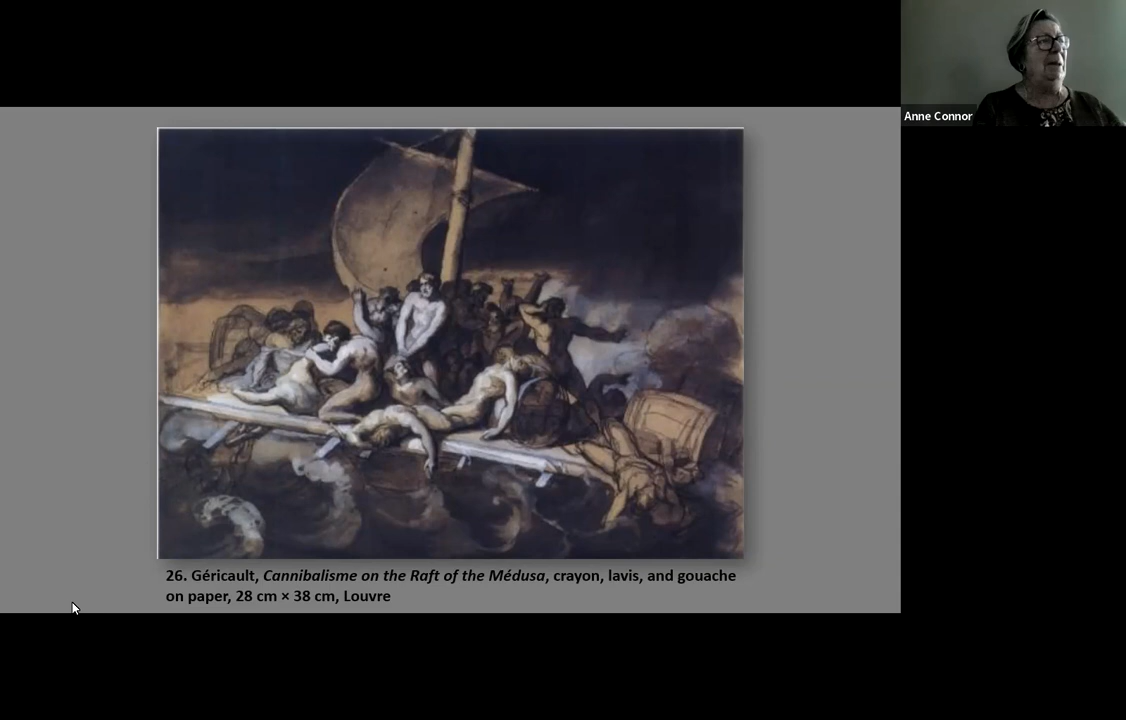 Anne Connor
26. Géricault, Cannibalisme on the Raft of the Médusa, crayon, lavis, and gouache
on paper, 28 cm × 38 cm, Louvre